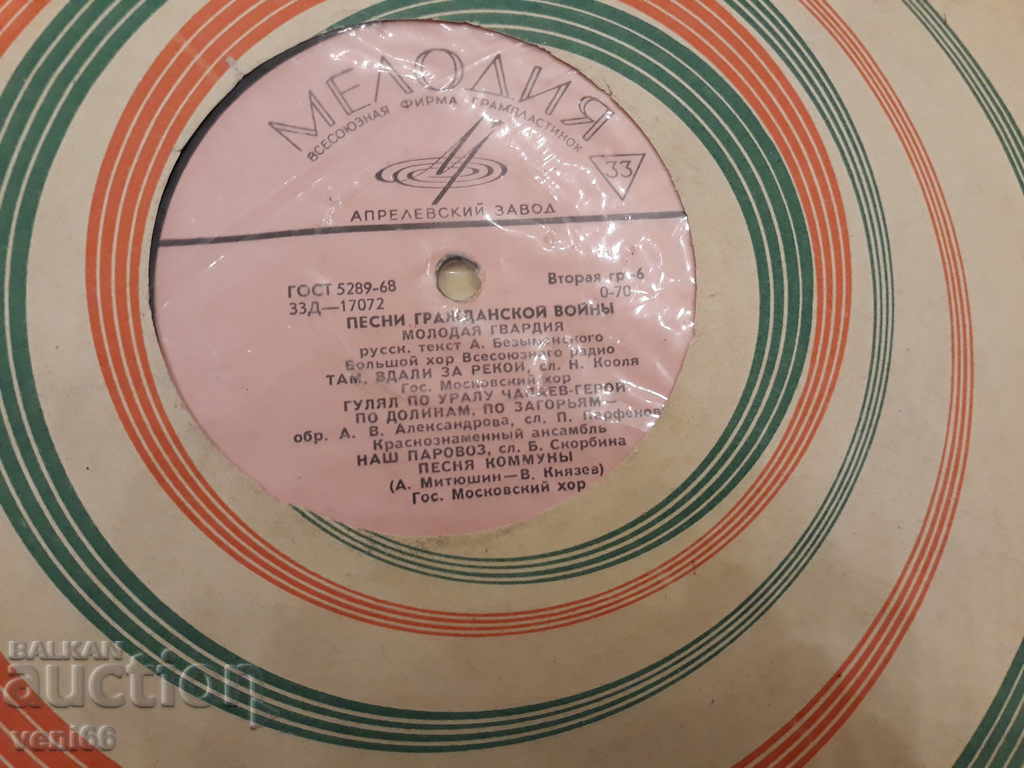 МЕЛОДИЯ
ВСЕСОЮЗНАЯ ФИРМА ГРАМПЛАСТИНОК
33
АПРЕЛЕВСКИЙ ЗАВОД
ГОСТ 5289-68 Вторая гр.-6
33Д—17072 0-70
ПЕСНИ ГРАЖДАНСКОЙ ВОЙНЫ
МОЛОДАЯ ГВАРДИЯ
русск. текст А. Безыменского
Большой хор Всесоюзного радио
ТАМ, ВДАЛИ ЗА РЕКОЙ, сл. Н. Кооля
Гос. Московский хор
ГУЛЯЛ ПО УРАЛУ ЧАПАЕВ-ГЕРОЙ
ПО ДОЛИНАМ, ПО ЗАГОРЬЯМ
обр. А. В. Александрова, сл. П. Парфенова
Краснознаменный ансамбль
НАШ ПАРОВОЗ, сл. Б. Скорбина
ПЕСНЯ КОММУНЫ
(А. Митюшин—В. Князев)
Гос. Московский хор
BALKAN
auction
veni66